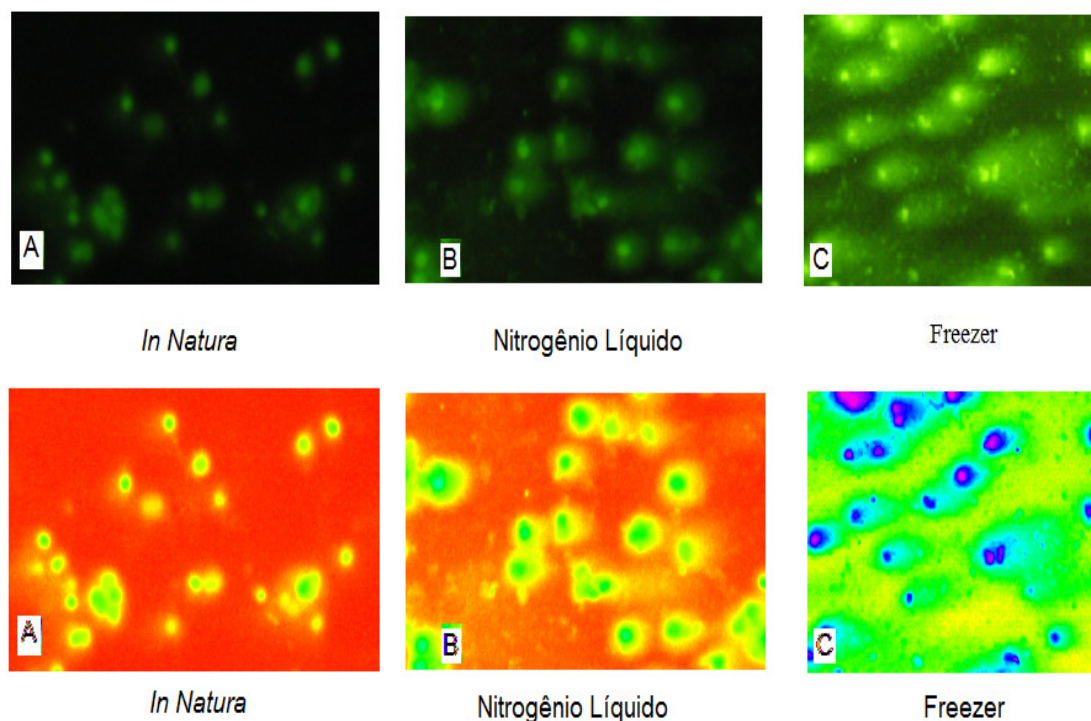 A
B
C
In Natura
Nitrogênio Líquido
Freezer
A
B
C
In Natura
Nitrogênio Líquido
Freezer